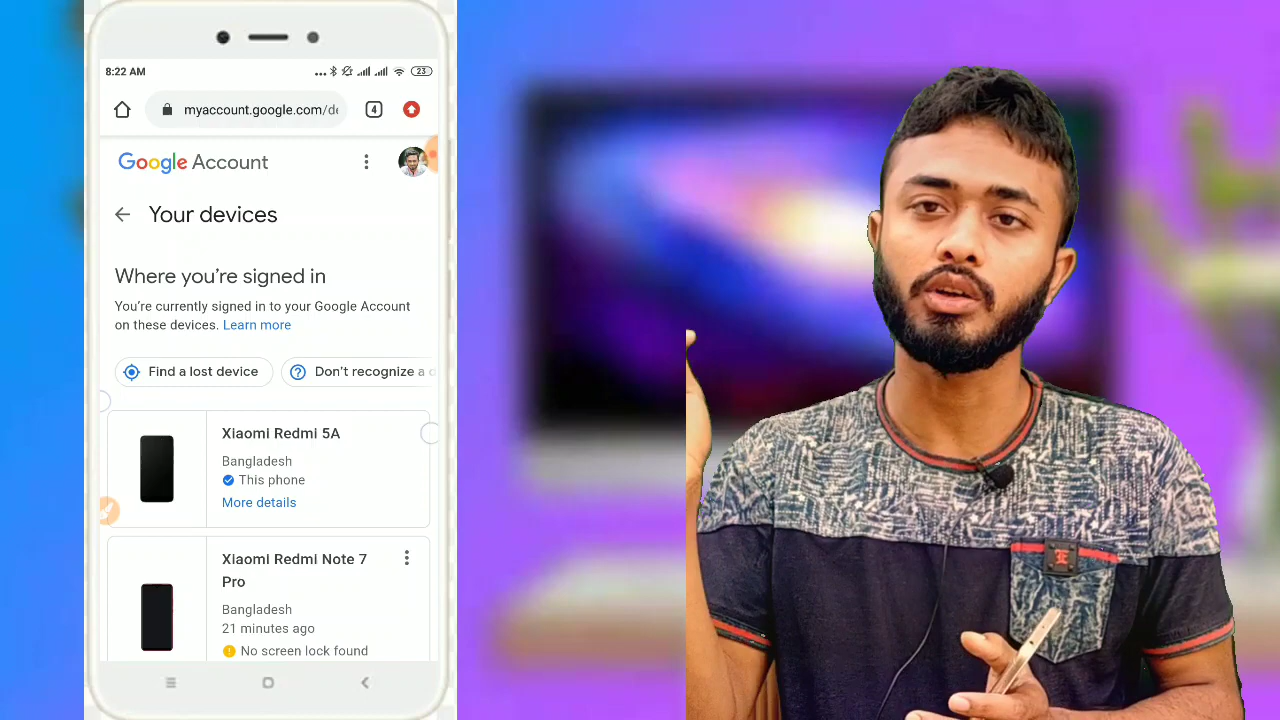 8:22 AM
23
myaccount.google.com/de
4
Google Account
Your devices
Where you're signed in
You're currently signed in to your Google Account
on these devices. Learn more
Find a lost device
Don't recognize a
Xiaomi Redmi 5A
Bangladesh
This phone
More details
Xiaomi Redmi Note 7
Pro
Bangladesh
21 minutes ago
No screen lock found